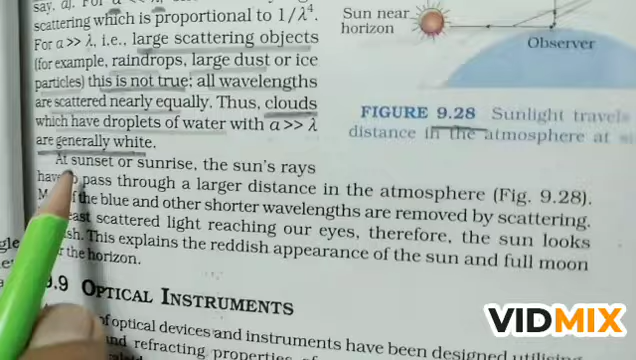 say, a). For a << λ,
scattering which is proportional to 1/λ⁴.
For a >> λ, i.e., large scattering objects
(for example, raindrops, large dust or ice
particles) this is not true; all wavelengths
are scattered nearly equally. Thus, clouds
which have droplets of water with a >> λ
are generally white.
At sunset or sunrise, the sun's rays
have to pass through a larger distance in the atmosphere (Fig. 9.28).
of the blue and other shorter wavelengths are removed by scattering.
scattered light reaching our eyes, therefore, the sun looks
This explains the reddish appearance of the sun and full moon
the horizon.
.9 OPTICAL INSTRUMENTS
of optical devices and instruments have been designed utilising
and refracting properties
Sun near
horizon
Observer
FIGURE 9.28 Sunlight travels
distance in the atmosphere at
VIDMIX